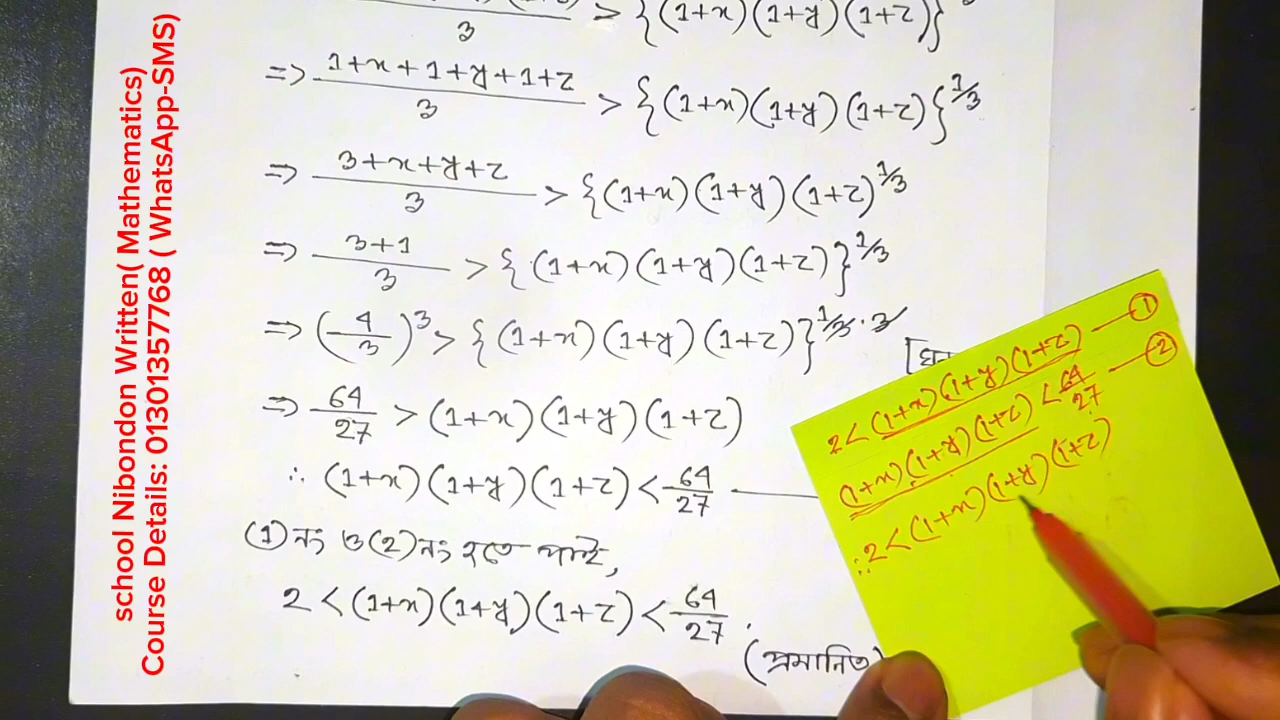 school Nibondon Written( Mathematics)
Course Details: 01301357768 ( WhatsApp-SMS)
3 > {(1+x)(1+y)(1+z)}
=> 1+x+1+y+1+z / 3 > {(1+x)(1+y)(1+z)}^1/3
=> 3+x+y+z / 3 > {(1+x)(1+y)(1+z)^1/3
=> 3+1 / 3 > {(1+x)(1+y)(1+z)}^1/3
=> (4/3)^3 > {(1+x)(1+y)(1+z)}^1/3·3
=> 64/27 > (1+x)(1+y)(1+z)
∴ (1+x)(1+y)(1+z) < 64/27
(1) নং ও (2) নং হতে পাই,
2 < (1+x)(1+y)(1+z) < 64/27.
(প্রমানিত)
2 < (1+x)(1+y)(1+z) — 1
(1+x)(1+y)(1+z) < 64/27 — 2
∴ 2 < (1+x)(1+y)(1+z)